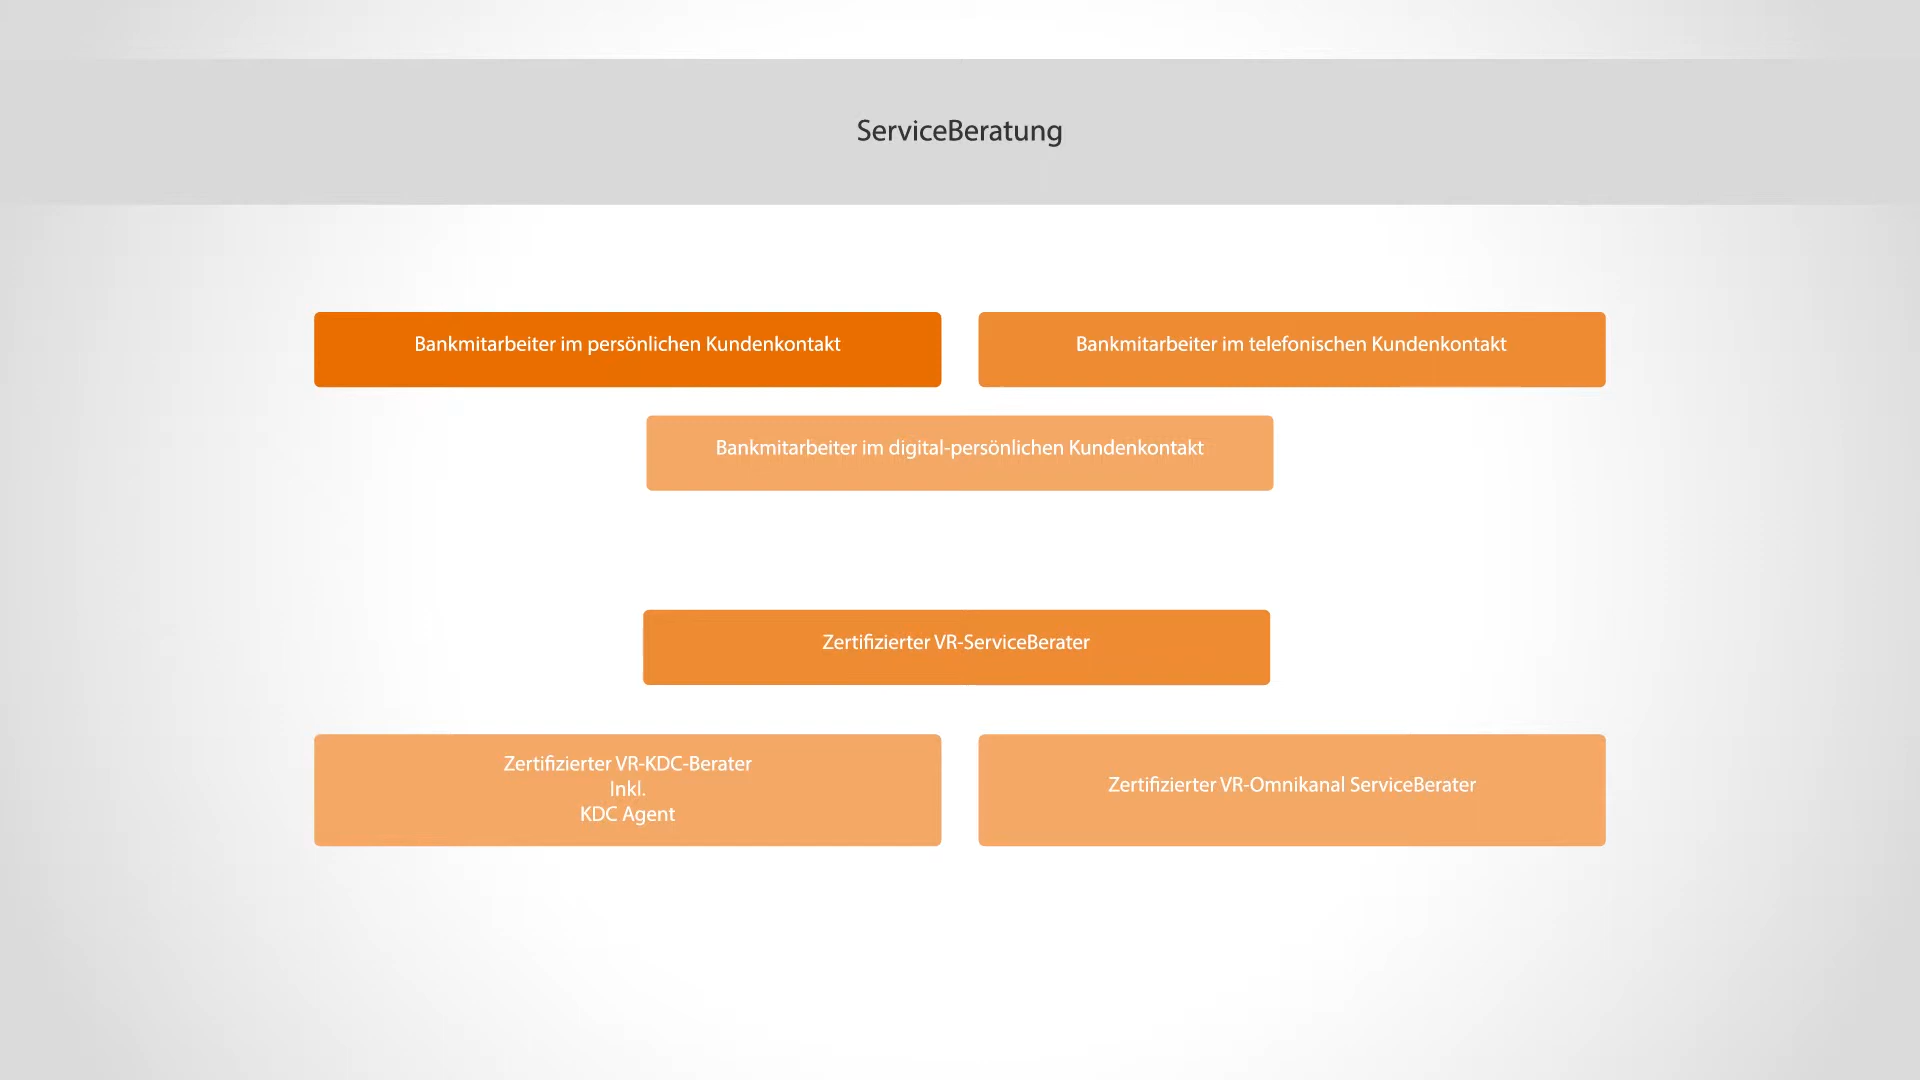 ServiceBeratung
Bankmitarbeiter im persönlichen Kundenkontakt
Bankmitarbeiter im telefonischen Kundenkontakt
Bankmitarbeiter im digital-persönlichen Kundenkontakt
Zertifizierter VR-ServiceBerater
Zertifizierter VR-KDC-Berater
Inkl.
KDC Agent
Zertifizierter VR-Omnikanal ServiceBerater